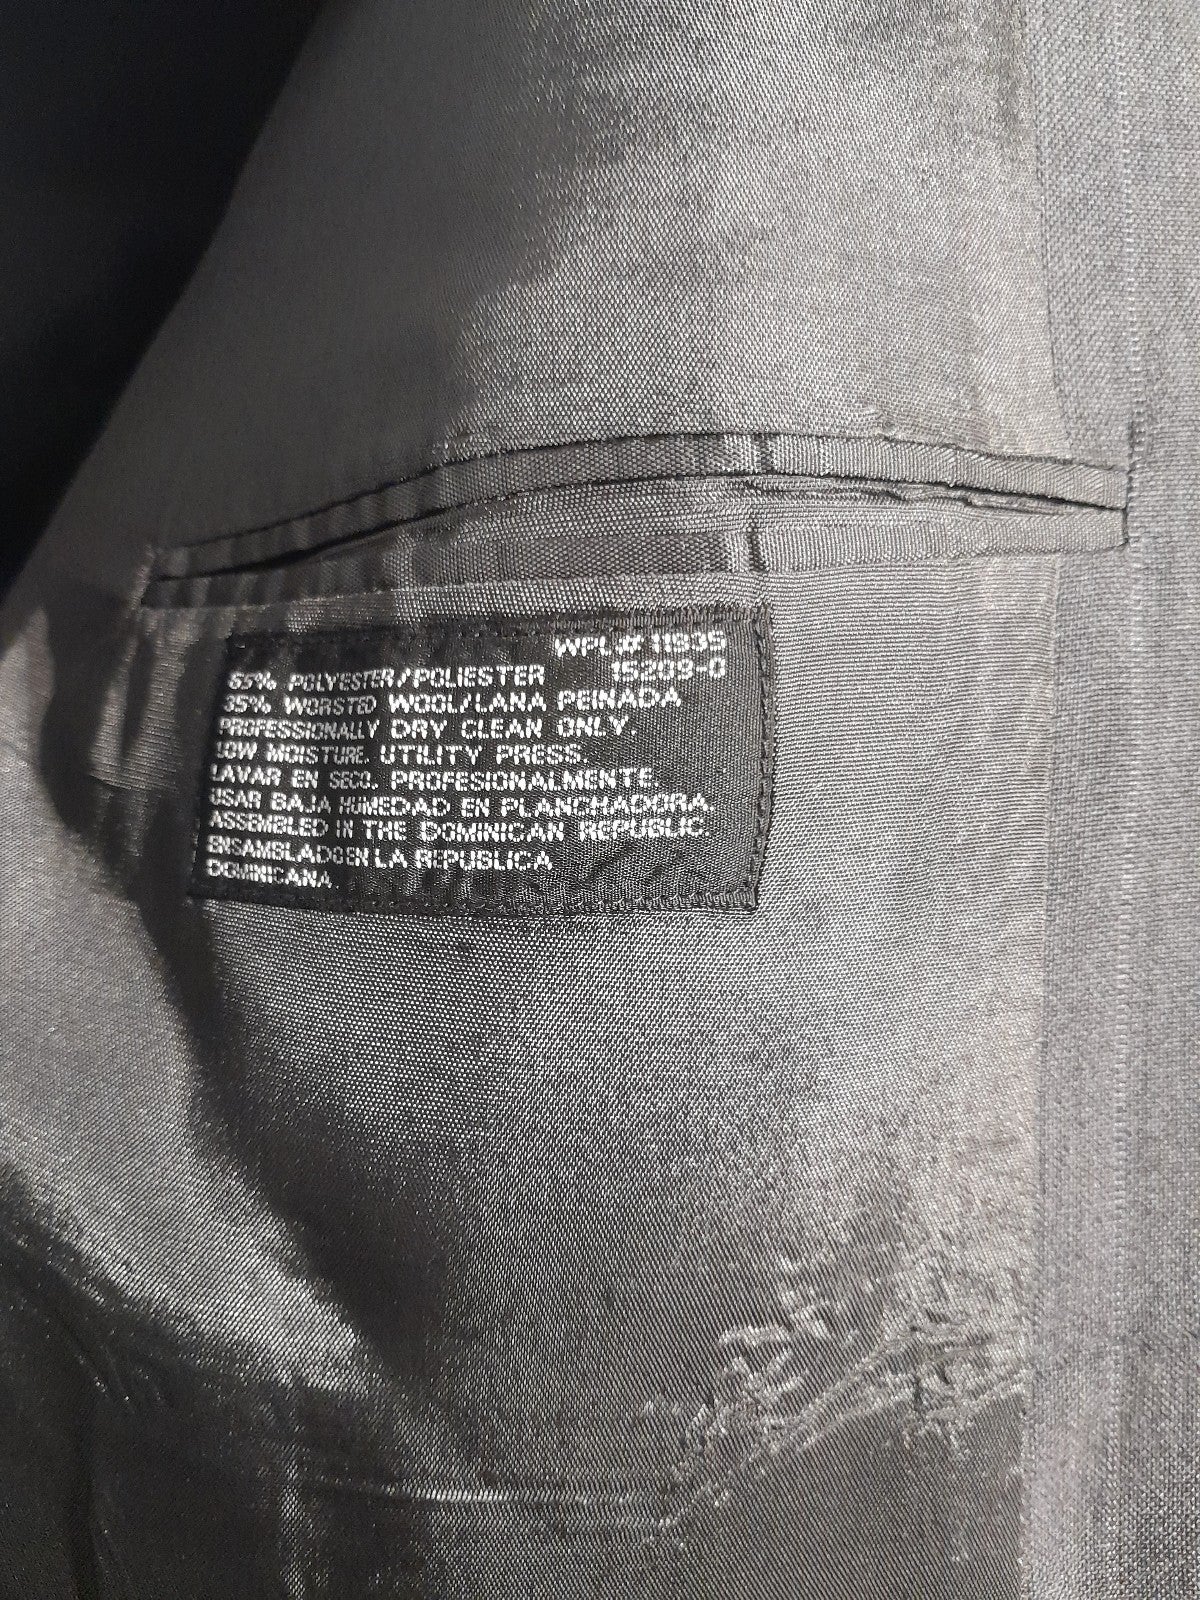 WPL# 11935
15209-0
65% POLYESTER/POLIESTER
35% WORSTED WOOL/LANA PEINADA
PROFESSIONALLY DRY CLEAN ONLY.
LOW MOISTURE. UTILITY PRESS.
LAVAR EN SECO. PROFESIONALMENTE.
USAR BAJA HUMEDAD EN PLANCHADORA
ASSEMBLED IN THE DOMINICAN REPUBLIC.
ENSAMBLADO EN LA REPUBLICA
DOMINICANA.